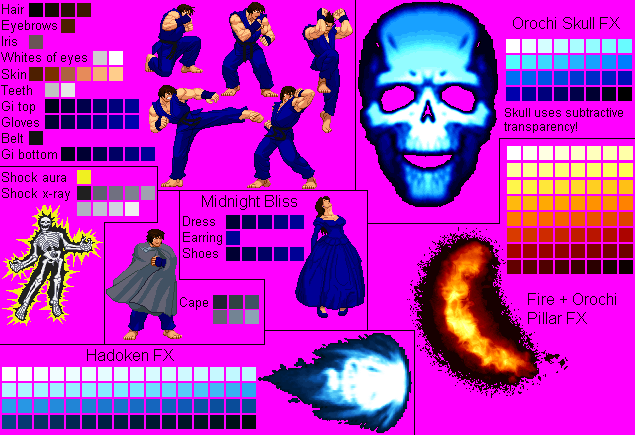 Hair
Eyebrows
Iris
Whites of eyes
Skin
Teeth
Gi top
Gloves
Belt
Gi bottom
Shock aura
Shock x-ray
Orochi Skull FX
Skull uses subtractive
transparency!
Midnight Bliss
Dress
Earring
Shoes
Cape
Fire + Orochi
Pillar FX
Hadoken FX